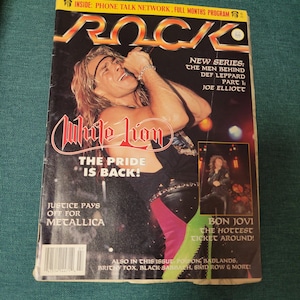 INSIDE: PHONE TALK NETWORK, FULL MONTHS PROGRAM
ROCK
NEW SERIES:
THE MEN BEHIND
DEF LEPPARD
PART 1:
JOE ELLIOTT
White Lion
THE PRIDE
IS BACK!
JUSTICE PAYS
OFF FOR
METALLICA
BON JOVI
THE HOTTEST
TICKET AROUND!
ALSO IN THIS ISSUE: POISON, BADLANDS,
BRITNY FOX, BLACK SABBATH, SKID ROW & MORE!